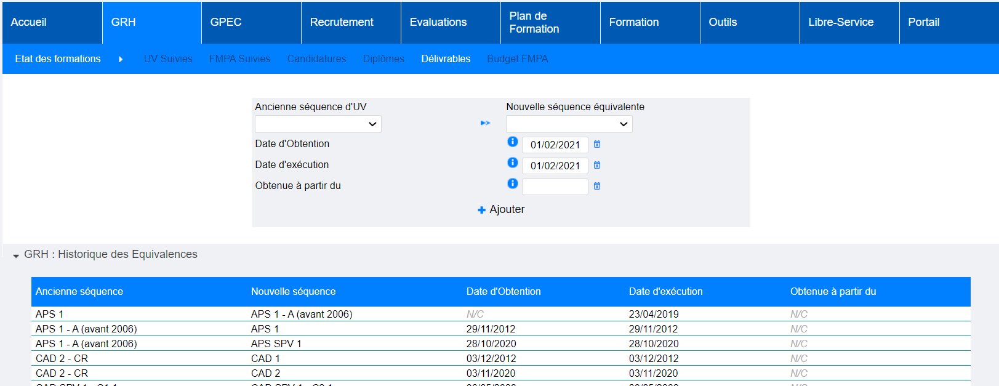 Accueil GRH GPEC Recrutement Evaluations Plan de Formation Formation Outils Libre-Service Portail
Etat des formations UV Suivies FMPA Suivies Candidatures Diplômes Délivrables Budget FMPA
Ancienne séquence d'UV Nouvelle séquence équivalente
Date d'Obtention 01/02/2021
Date d'exécution 01/02/2021
Obtenue à partir du
Ajouter
GRH : Historique des Equivalences
Ancienne séquence Nouvelle séquence Date d'Obtention Date d'exécution Obtenue à partir du
APS 1 APS 1 - A (avant 2006) N/C 23/04/2019 N/C
APS 1 - A (avant 2006) APS 1 29/11/2012 29/11/2012 N/C
APS 1 - A (avant 2006) APS SPV 1 28/10/2020 28/10/2020 N/C
CAD 2 - CR CAD 1 03/12/2012 03/12/2012 N/C
CAD 2 - CR CAD 2 03/11/2020 03/11/2020 N/C